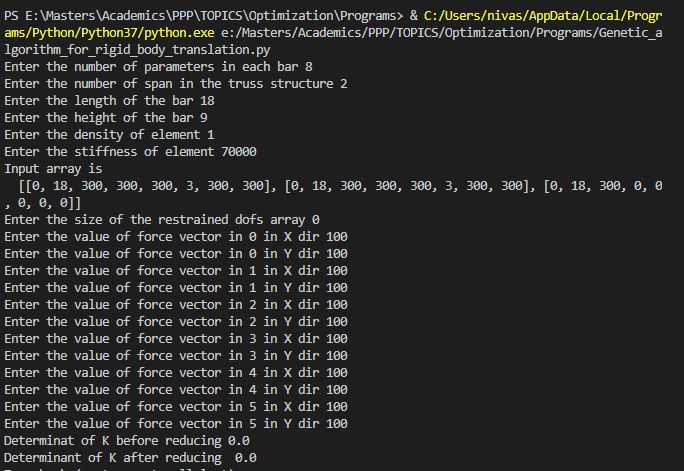 PS E:\Masters\Academics\PPP\TOPICS\Optimization\Programs> & C:/Users/nivas/AppData/Local/Progr
ams/Python/Python37/python.exe e:/Masters/Academics/PPP/TOPICS/Optimization/Programs/Genetic_a
lgorithm_for_rigid_body_translation.py
Enter the number of parameters in each bar 8
Enter the number of span in the truss structure 2
Enter the length of the bar 18
Enter the height of the bar 9
Enter the density of element 1
Enter the stiffness of element 70000
Input array is
[[0, 18, 300, 300, 300, 3, 300, 300], [0, 18, 300, 300, 300, 3, 300, 300], [0, 18, 300, 0, 0
, 0, 0, 0]]
Enter the size of the restrained dofs array 0
Enter the value of force vector in 0 in X dir 100
Enter the value of force vector in 0 in Y dir 100
Enter the value of force vector in 1 in X dir 100
Enter the value of force vector in 1 in Y dir 100
Enter the value of force vector in 2 in X dir 100
Enter the value of force vector in 2 in Y dir 100
Enter the value of force vector in 3 in X dir 100
Enter the value of force vector in 3 in Y dir 100
Enter the value of force vector in 4 in X dir 100
Enter the value of force vector in 4 in Y dir 100
Enter the value of force vector in 5 in X dir 100
Enter the value of force vector in 5 in Y dir 100
Determinat of K before reducing 0.0
Determinant of K after reducing  0.0